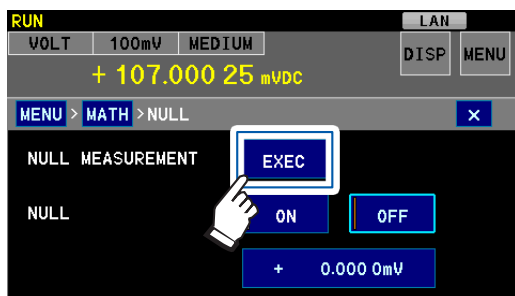 RUN LAN
VOLT 100mV MEDIUM DISP MENU
+ 107.000 25 mVDC
MENU > MATH > NULL ×
NULL MEASUREMENT EXEC
NULL ON OFF
+ 0.000 0mV